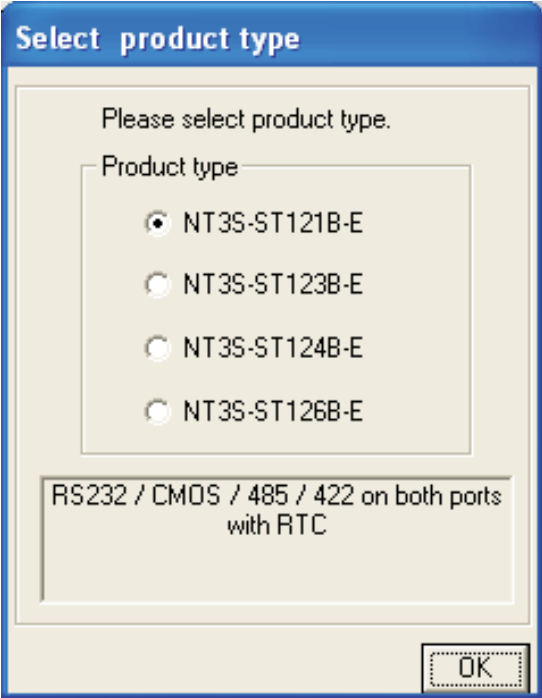 Select product type
Please select product type.
Product type
NT3S-ST121B-E
NT3S-ST123B-E
NT3S-ST124B-E
NT3S-ST126B-E
RS232 / CMOS / 485 / 422 on both ports
with RTC
OK